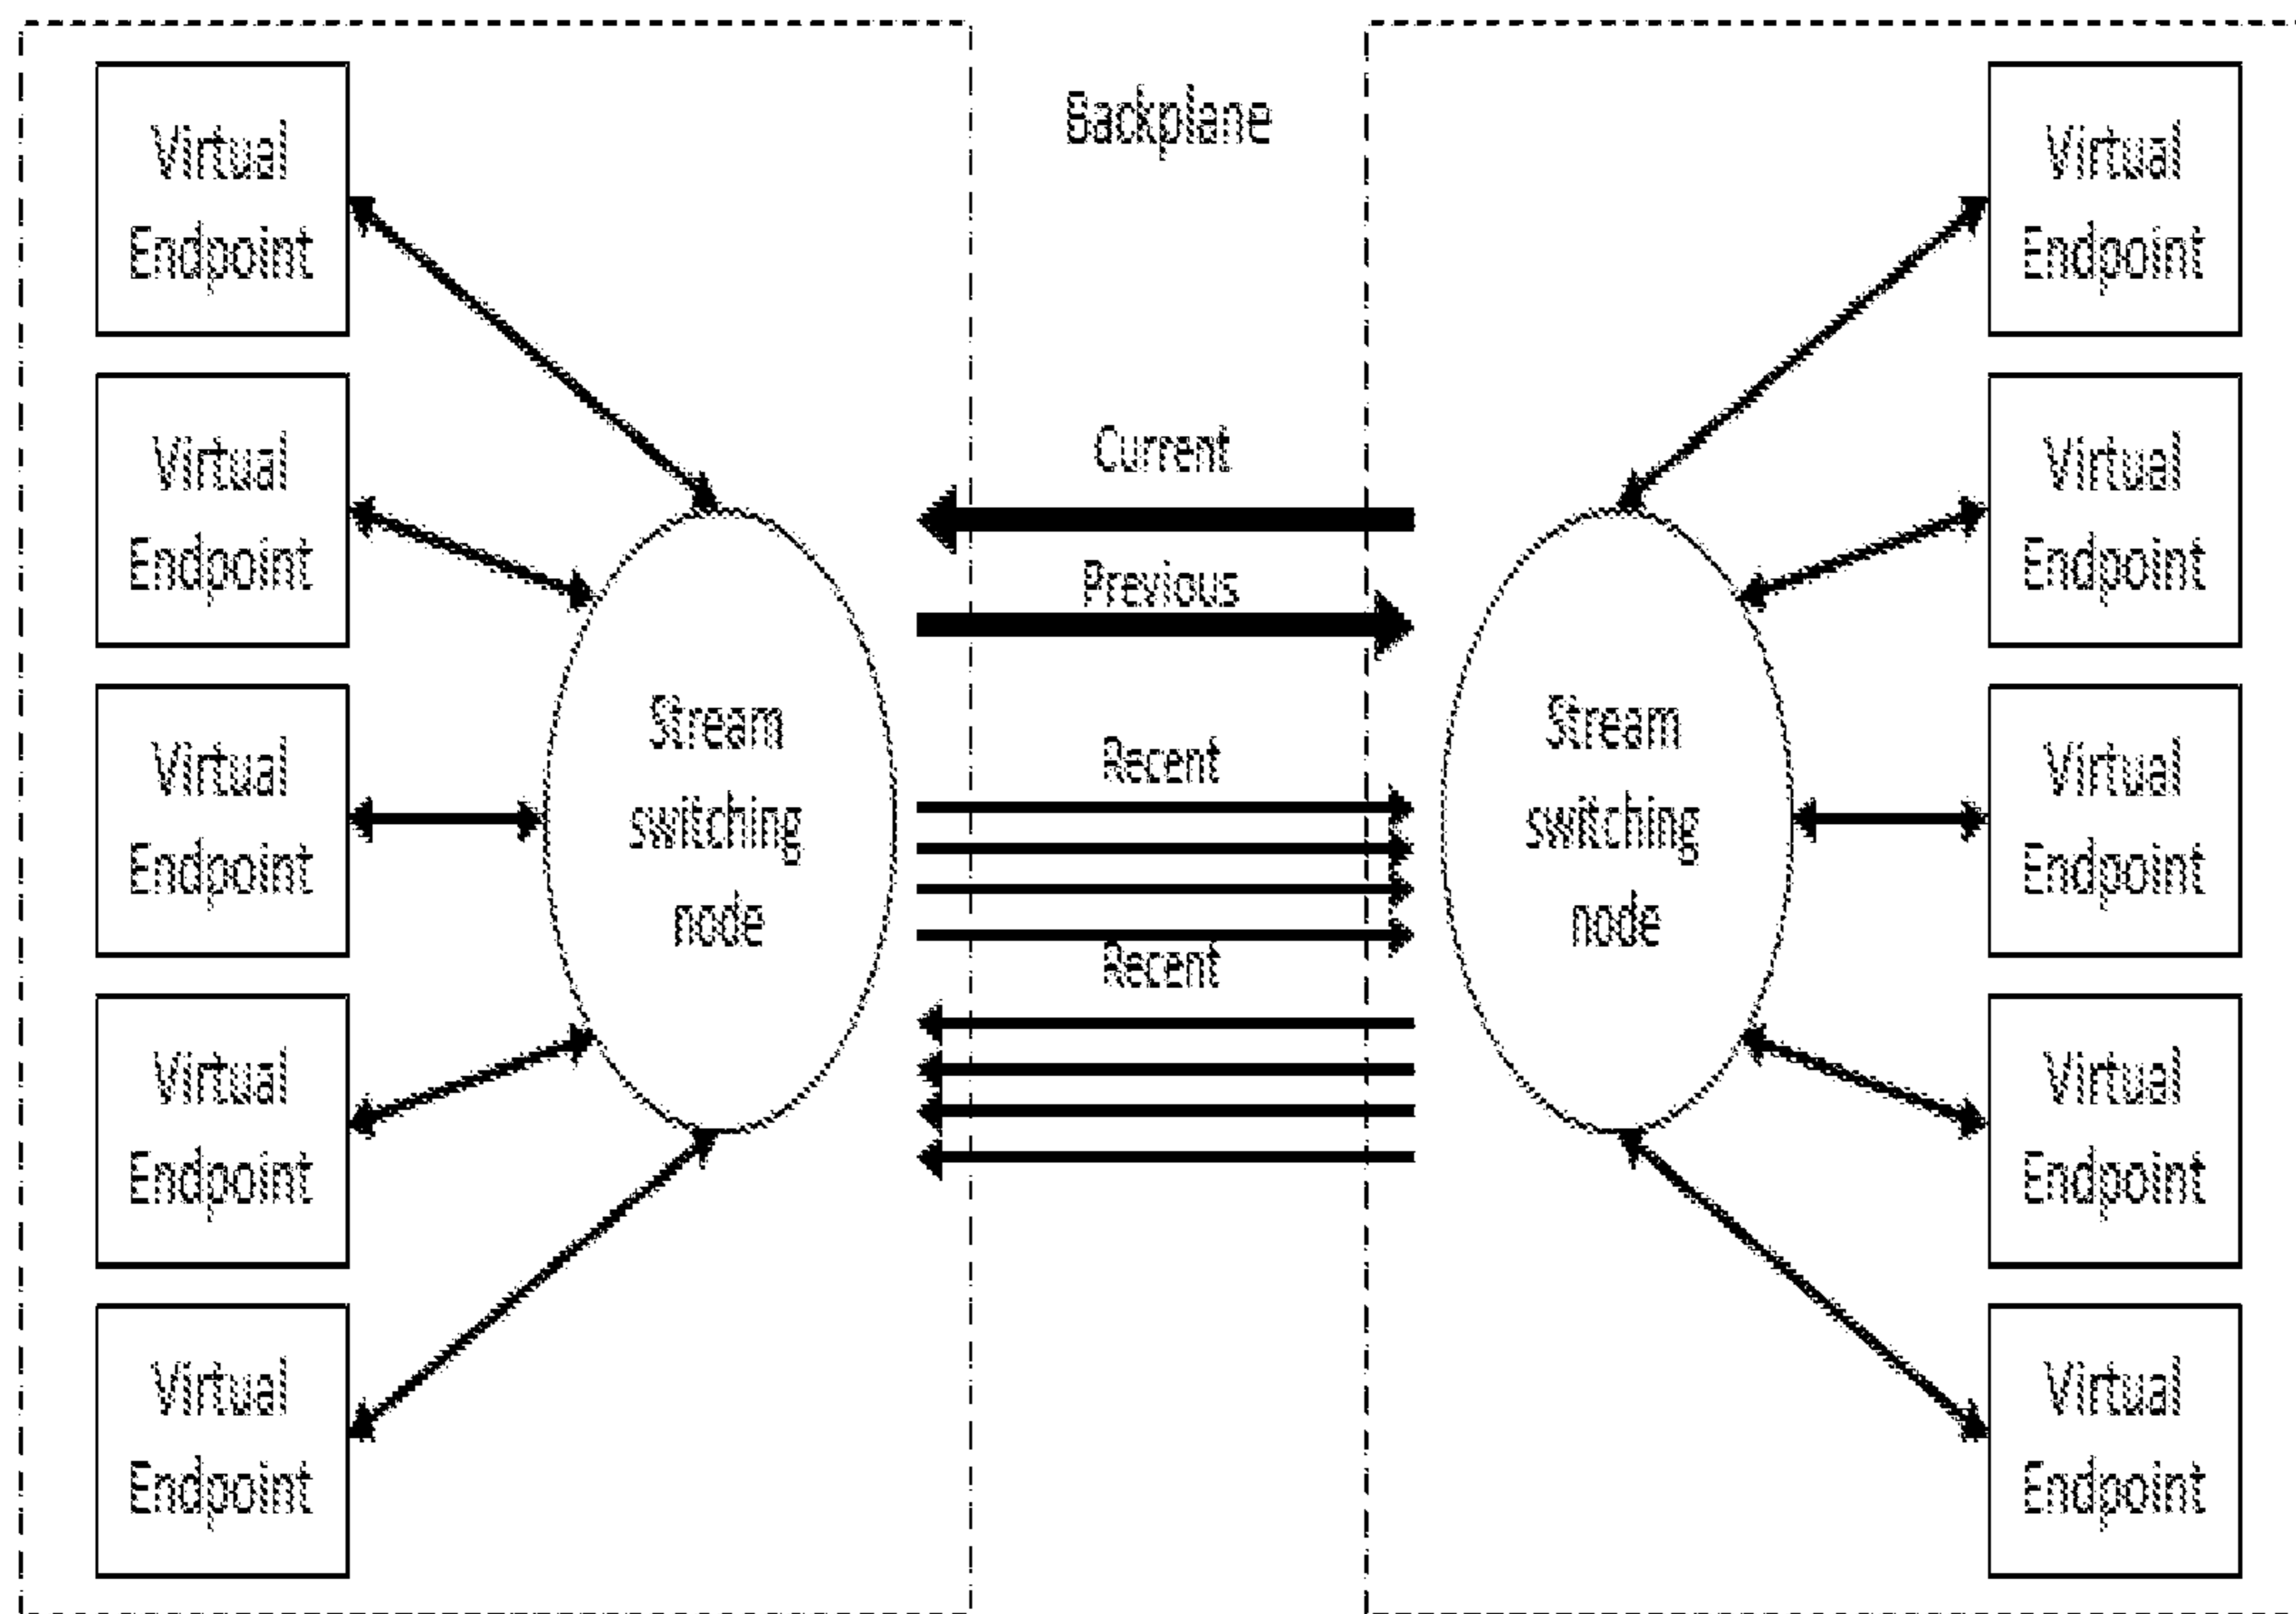 Backplane
Virtual
Endpoint
Virtual
Endpoint
Virtual
Endpoint
Virtual
Endpoint
Virtual
Endpoint
Stream
switching
node
Current
Previous
Recent
Recent
Stream
switching
node
Virtual
Endpoint
Virtual
Endpoint
Virtual
Endpoint
Virtual
Endpoint
Virtual
Endpoint